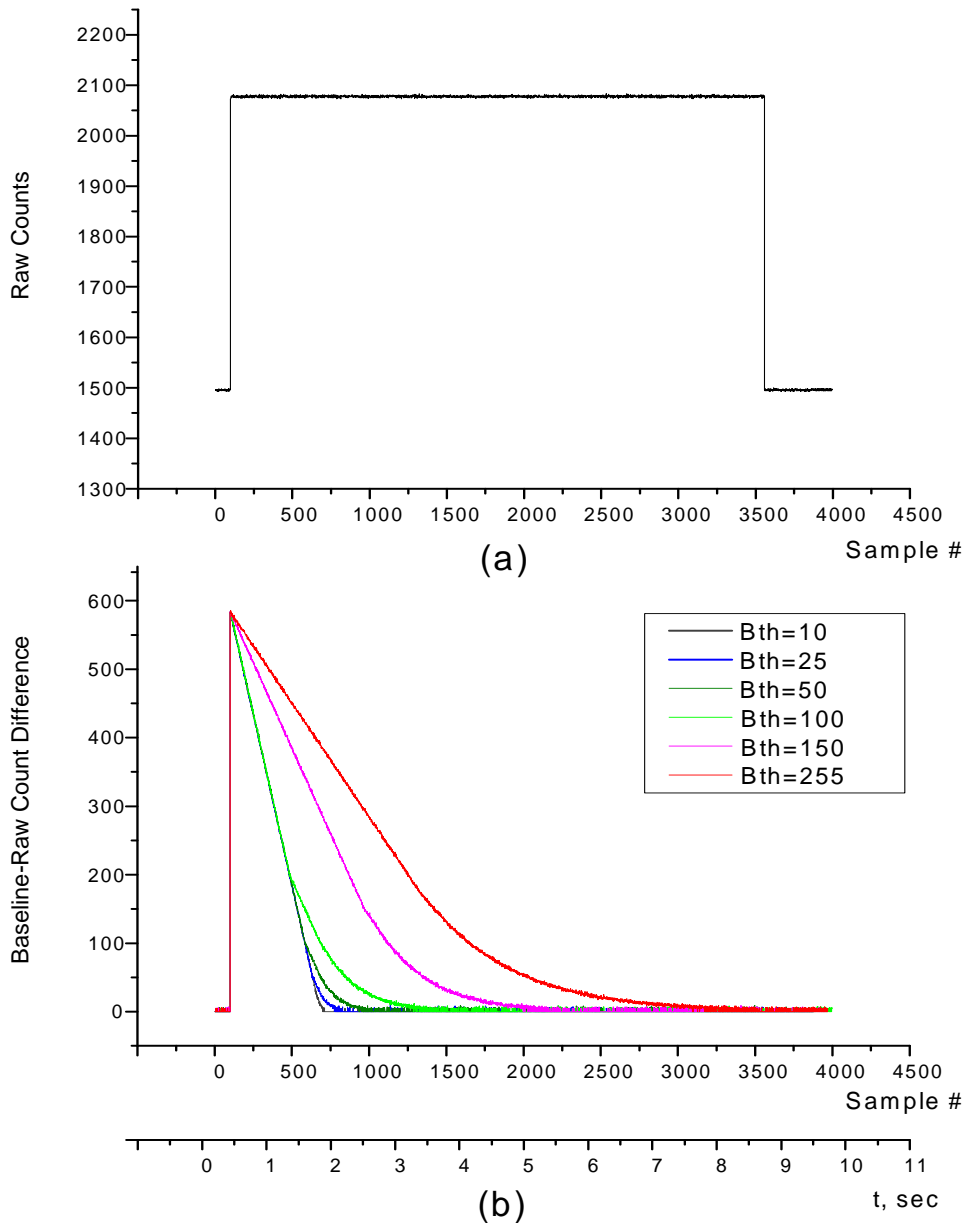 2200
2100
2000
1900
1800
1700
1600
1500
1400
1300
Raw Counts
0 500 1000 1500 2000 2500 3000 3500 4000 4500
Sample #
(a)
600
500
400
300
200
100
0
Baseline-Raw Count Difference
Bth=10
Bth=25
Bth=50
Bth=100
Bth=150
Bth=255
0 500 1000 1500 2000 2500 3000 3500 4000 4500
Sample #
0 1 2 3 4 5 6 7 8 9 10 11
t, sec
(b)